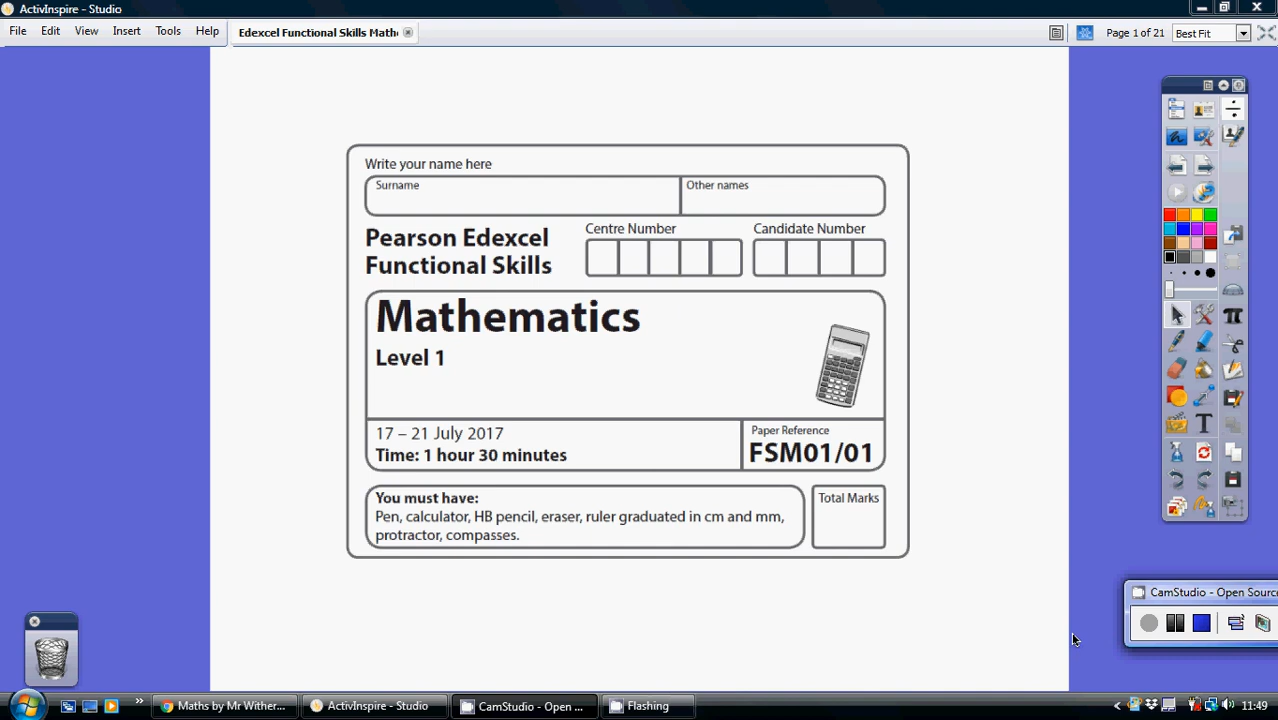 ActivInspire - Studio
File Edit View Insert Tools Help
Edexcel Functional Skills Mathe
Page 1 of 21
Best Fit
Write your name here
Surname
Other names
Pearson Edexcel
Functional Skills
Centre Number
Candidate Number
Mathematics
Level 1
17 – 21 July 2017
Time: 1 hour 30 minutes
Paper Reference
FSM01/01
You must have:
Pen, calculator, HB pencil, eraser, ruler graduated in cm and mm,
protractor, compasses.
Total Marks
CamStudio - Open Source
Maths by Mr Wither...
ActivInspire - Studio
CamStudio - Open ...
Flashing
11:49